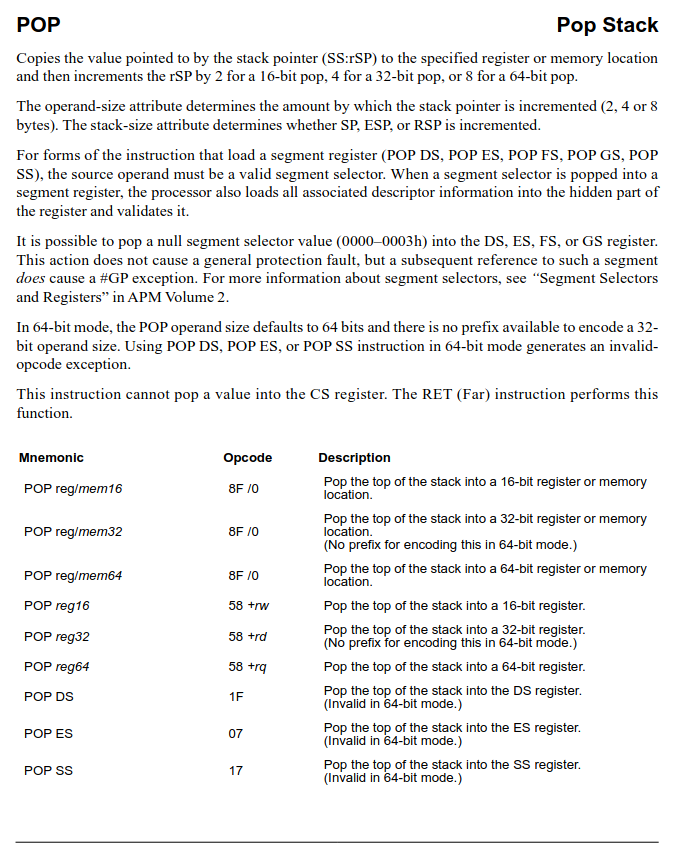 POP Pop Stack
Copies the value pointed to by the stack pointer (SS:rSP) to the specified register or memory location
and then increments the rSP by 2 for a 16-bit pop, 4 for a 32-bit pop, or 8 for a 64-bit pop.
The operand-size attribute determines the amount by which the stack pointer is incremented (2, 4 or 8
bytes). The stack-size attribute determines whether SP, ESP, or RSP is incremented.
For forms of the instruction that load a segment register (POP DS, POP ES, POP FS, POP GS, POP
SS), the source operand must be a valid segment selector. When a segment selector is popped into a
segment register, the processor also loads all associated descriptor information into the hidden part of
the register and validates it.
It is possible to pop a null segment selector value (0000–0003h) into the DS, ES, FS, or GS register.
This action does not cause a general protection fault, but a subsequent reference to such a segment
does cause a #GP exception. For more information about segment selectors, see “Segment Selectors
and Registers” in APM Volume 2.
In 64-bit mode, the POP operand size defaults to 64 bits and there is no prefix available to encode a 32-
bit operand size. Using POP DS, POP ES, or POP SS instruction in 64-bit mode generates an invalid-
opcode exception.
This instruction cannot pop a value into the CS register. The RET (Far) instruction performs this
function.
Mnemonic Opcode Description
POP reg/mem16 8F /0 Pop the top of the stack into a 16-bit register or memory
location.
POP reg/mem32 8F /0 Pop the top of the stack into a 32-bit register or memory
location.
(No prefix for encoding this in 64-bit mode.)
POP reg/mem64 8F /0 Pop the top of the stack into a 64-bit register or memory
location.
POP reg16 58 +rw Pop the top of the stack into a 16-bit register.
POP reg32 58 +rd Pop the top of the stack into a 32-bit register.
(No prefix for encoding this in 64-bit mode.)
POP reg64 58 +rq Pop the top of the stack into a 64-bit register.
POP DS 1F Pop the top of the stack into the DS register.
(Invalid in 64-bit mode.)
POP ES 07 Pop the top of the stack into the ES register.
(Invalid in 64-bit mode.)
POP SS 17 Pop the top of the stack into the SS register.
(Invalid in 64-bit mode.)